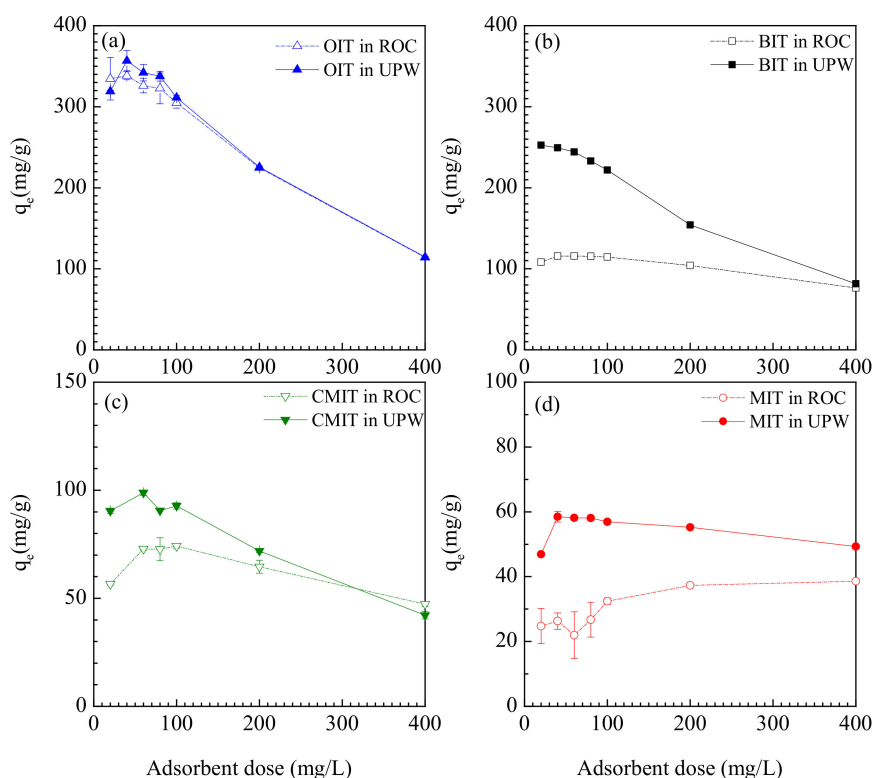 (a)
OIT in ROC
OIT in UPW
400
300
200
100
0
qe(mg/g)
0 100 200 300 400
(b)
BIT in ROC
BIT in UPW
400
300
200
100
0
qe(mg/g)
0 100 200 300 400
(c)
CMIT in ROC
CMIT in UPW
150
100
50
0
qe(mg/g)
0 100 200 300 400
Adsorbent dose (mg/L)
(d)
MIT in ROC
MIT in UPW
100
80
60
40
20
0
qe(mg/g)
0 100 200 300 400
Adsorbent dose (mg/L)